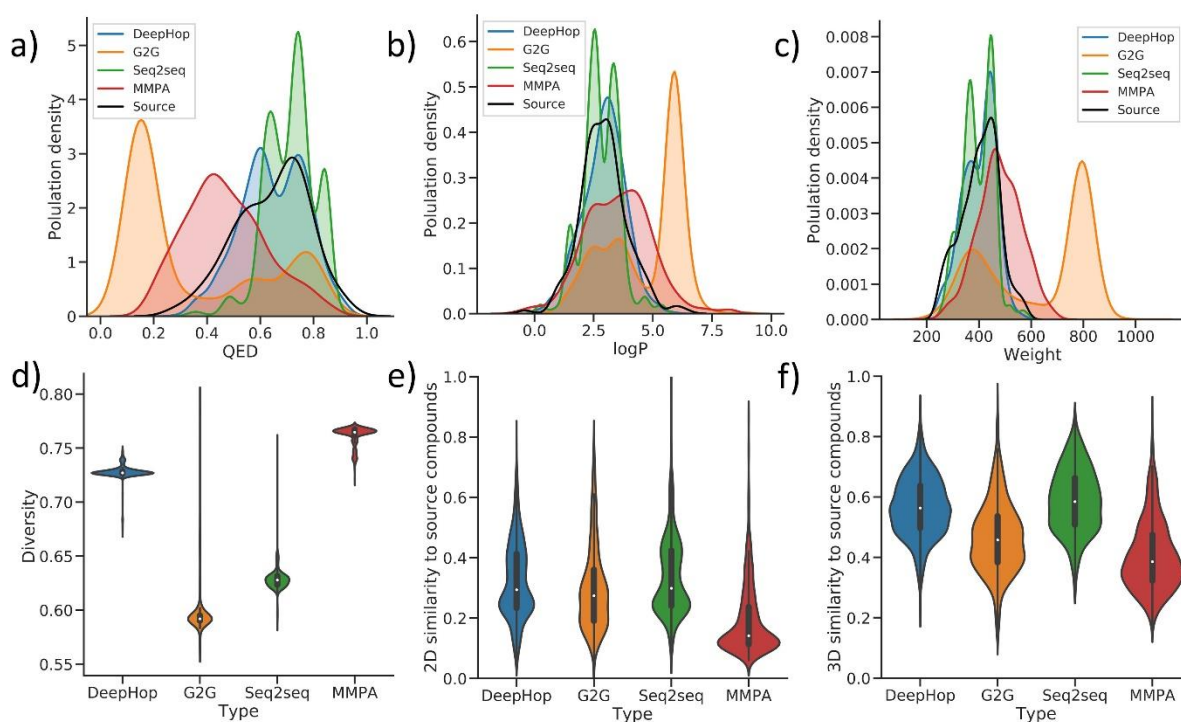 a)
DeepHop
G2G
Seq2seq
MMPA
Source
5
4
3
2
1
0
Polulation density
0.0 0.2 0.4 0.6 0.8 1.0
QED
b)
DeepHop
G2G
Seq2seq
MMPA
Source
0.6
0.5
0.4
0.3
0.2
0.1
0.0
Polulation density
0.0 2.5 5.0 7.5 10.0
logP
c)
DeepHop
G2G
Seq2seq
MMPA
Source
0.008
0.007
0.006
0.005
0.004
0.003
0.002
0.001
0.000
Polulation density
200 400 600 800 1000
Weight
d)
0.80
0.75
0.70
0.65
0.60
0.55
Diversity
DeepHop G2G Seq2seq MMPA
Type
e)
1.0
0.8
0.6
0.4
0.2
0.0
2D similarity to source compounds
DeepHop G2G Seq2seq MMPA
Type
f)
1.0
0.8
0.6
0.4
0.2
0.0
3D similarity to source compounds
DeepHop G2G Seq2seq MMPA
Type